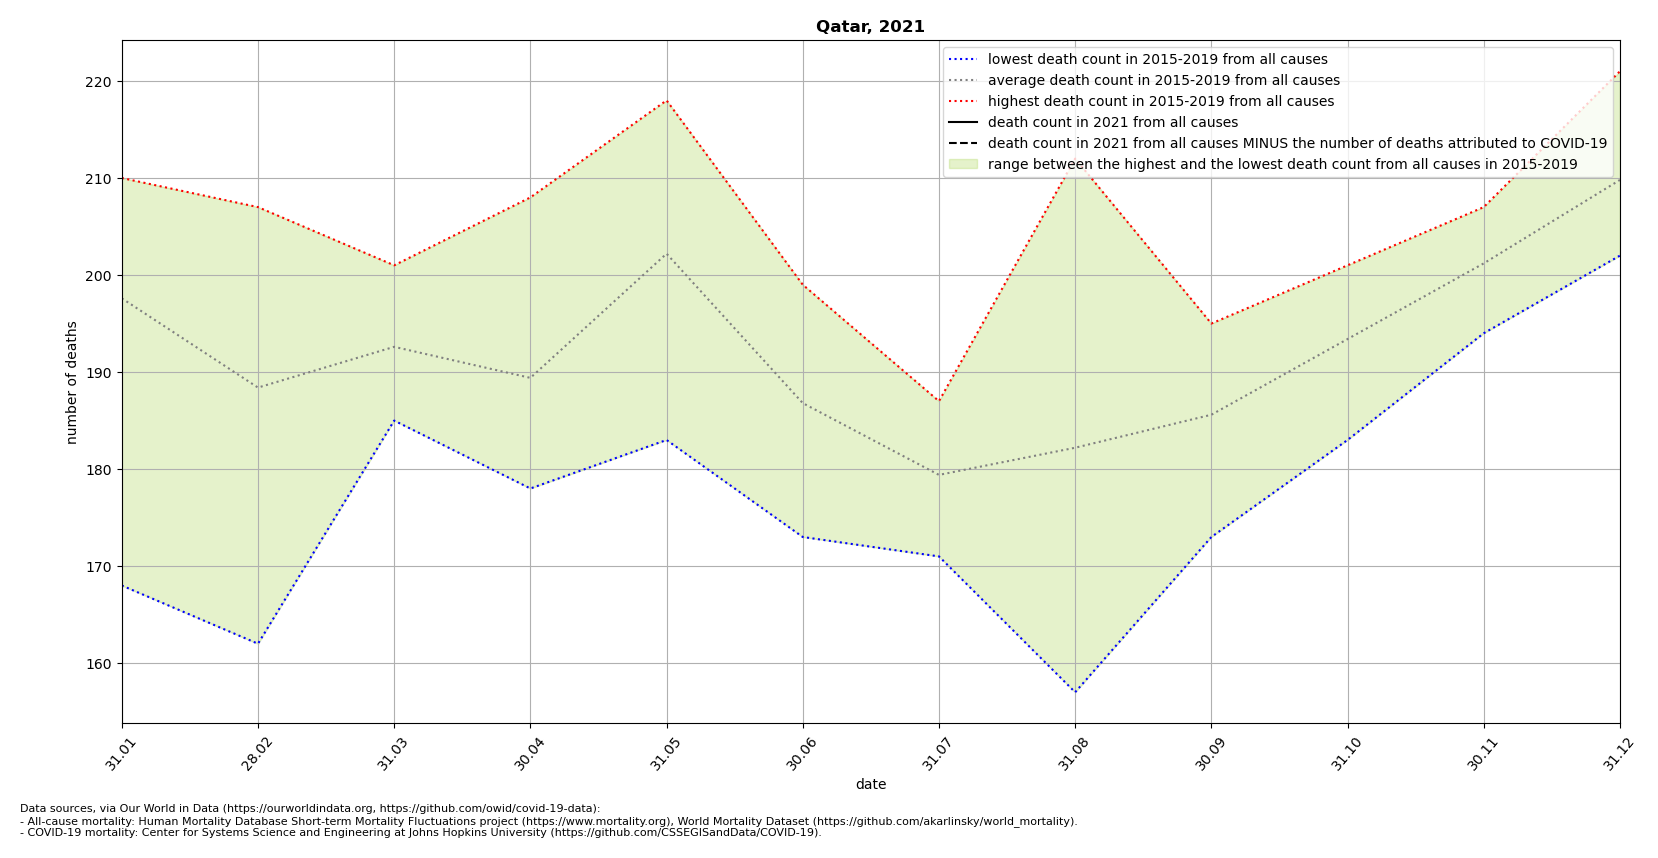 Qatar, 2021
lowest death count in 2015-2019 from all causes
average death count in 2015-2019 from all causes
highest death count in 2015-2019 from all causes
death count in 2021 from all causes
death count in 2021 from all causes MINUS the number of deaths attributed to COVID-19
range between the highest and the lowest death count from all causes in 2015-2019
number of deaths
220
210
200
190
180
170
160
31.01
28.02
31.03
30.04
31.05
30.06
31.07
31.08
30.09
31.10
30.11
31.12
date
Data sources, via Our World in Data (https://ourworldindata.org, https://github.com/owid/covid-19-data):
- All-cause mortality: Human Mortality Database Short-term Mortality Fluctuations project (https://www.mortality.org), World Mortality Dataset (https://github.com/akarlinsky/world_mortality).
- COVID-19 mortality: Center for Systems Science and Engineering at Johns Hopkins University (https://github.com/CSSEGISandData/COVID-19).